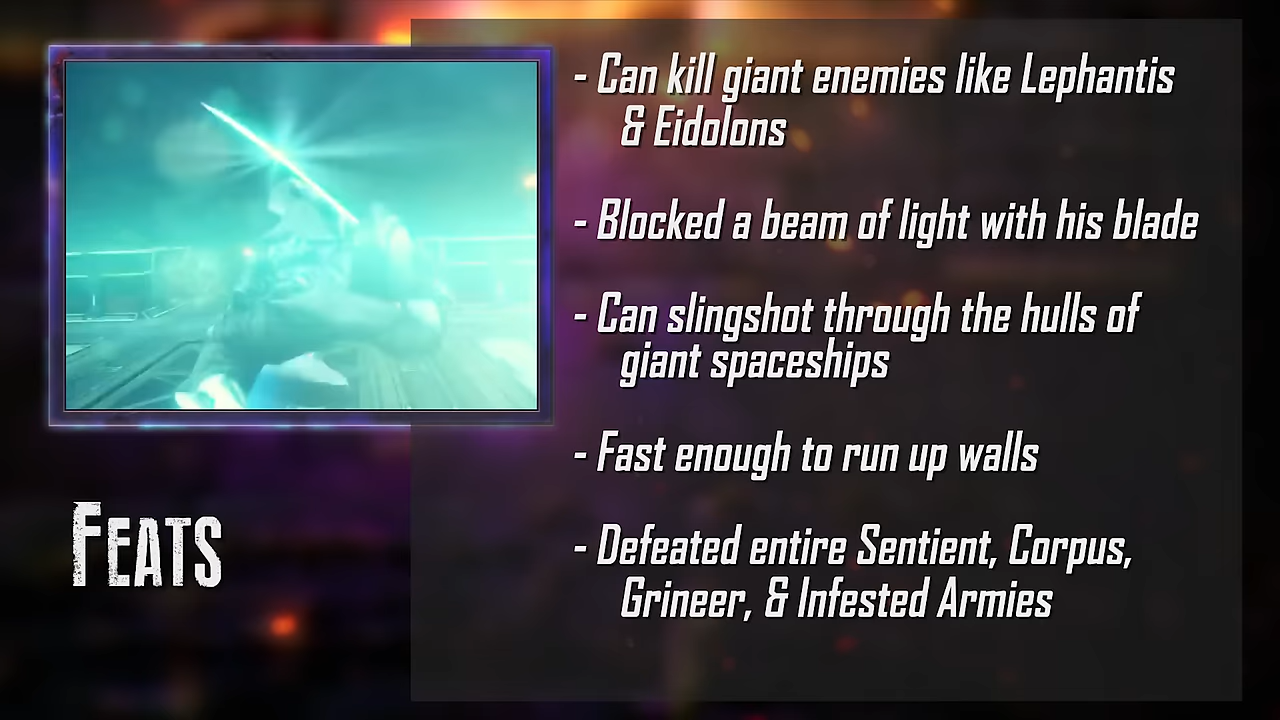 - Can kill giant enemies like Lephantis
& Eidolons
- Blocked a beam of light with his blade
- Can slingshot through the hulls of
giant spaceships
- Fast enough to run up walls
- Defeated entire Sentient, Corpus,
Grineer, & Infested Armies
Feats